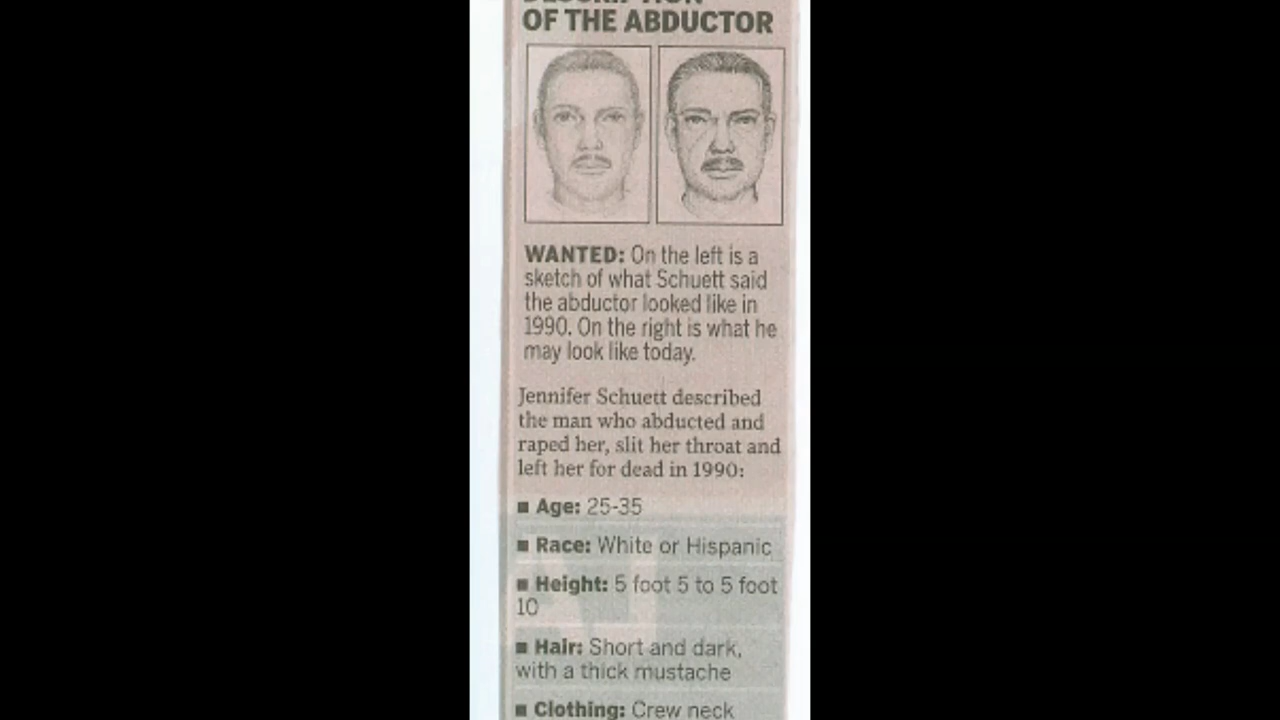 DESCRIPTION
OF THE ABDUCTOR
WANTED: On the left is a
sketch of what Schuett said
the abductor looked like in
1990. On the right is what he
may look like today.
Jennifer Schuett described
the man who abducted and
raped her, slit her throat and
left her for dead in 1990:
■ Age: 25-35
■ Race: White or Hispanic
■ Height: 5 foot 5 to 5 foot
10
■ Hair: Short and dark,
with a thick mustache
■ Clothing: Crew neck